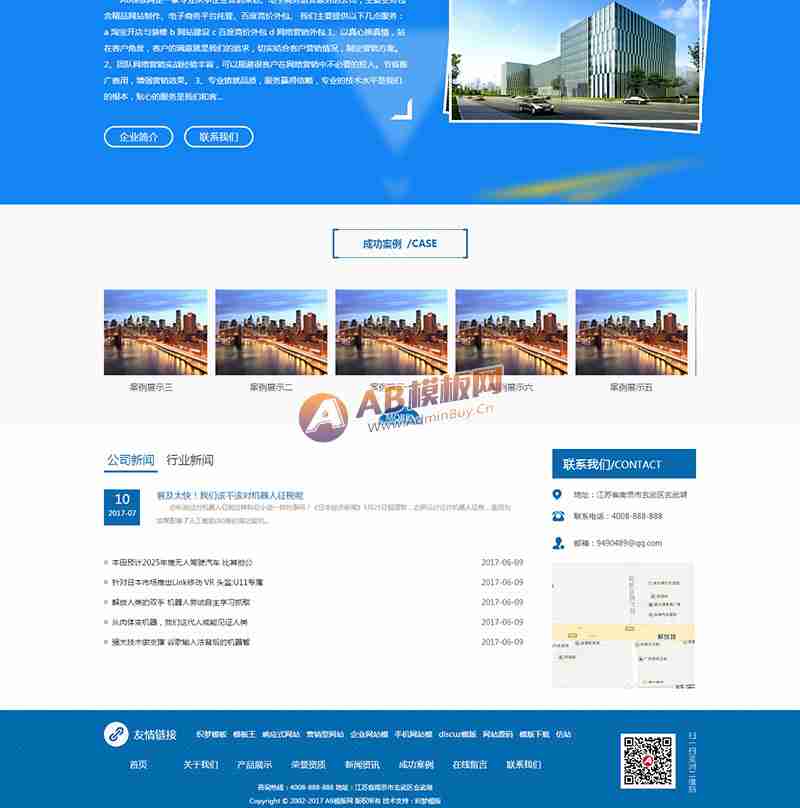 含精品网站制作、电子商务平台托管、百度竞价外包。我们主要提供以下几点服务：
a 淘宝开店与装修 b 网站建设 c 百度竞价外包 d 网络营销外包 1、以真心换真情，站
在客户角度，客户的满意就是我们的追求，切实结合客户营销情况，制定营销方案。
2、团队网络营销实战经验丰富，可以规避很客户在网络营销中不必要的投入。节省推
广费用，增强营销效果。 3、专业铸就品质，服务赢得信赖，专业的技术水平是我们
的根本，贴心的服务是我们和客...
企业简介 联系我们
成功案例 /CASE
案例展示三 案例展示二 案例展示 案例展示六 案例展示五
AB模板网
www.AdminBuy.Cn
MORE
公司新闻 行业新闻
10
2017-07
普及太快！我们该不该对机器人征税呢
本田预计2025年推无人驾驶汽车 比其他公 2017-06-09
针对日本市场推出Link移动 VR 头盔:U11专属 2017-06-09
解放人类的双手 机器人尝试自主学习抓取 2017-06-09
从肉体变机器，我们这代人或能见证人类 2017-06-09
强大技术做支撑 谷歌输入法背后的机器智 2017-06-09
联系我们/CONTACT
地址：江苏省南京市玄武区玄武湖
联系电话：4008-888-888
邮箱：9490489@qq.com
友情链接 织梦模板 模板王 响应式网站 营销型网站 企业网站模 手机网站模 discuz模板 网站源码 模板下载 仿站
首页 关于我们 产品展示 荣誉资质 新闻资讯 成功案例 在线留言 联系我们
咨询热线：4008-888-888 地址：江苏省南京市玄武区玄武湖
Copyright © 2002-2017 AB模板网 版权所有 技术支持：织梦模板
扫一扫关注二维码